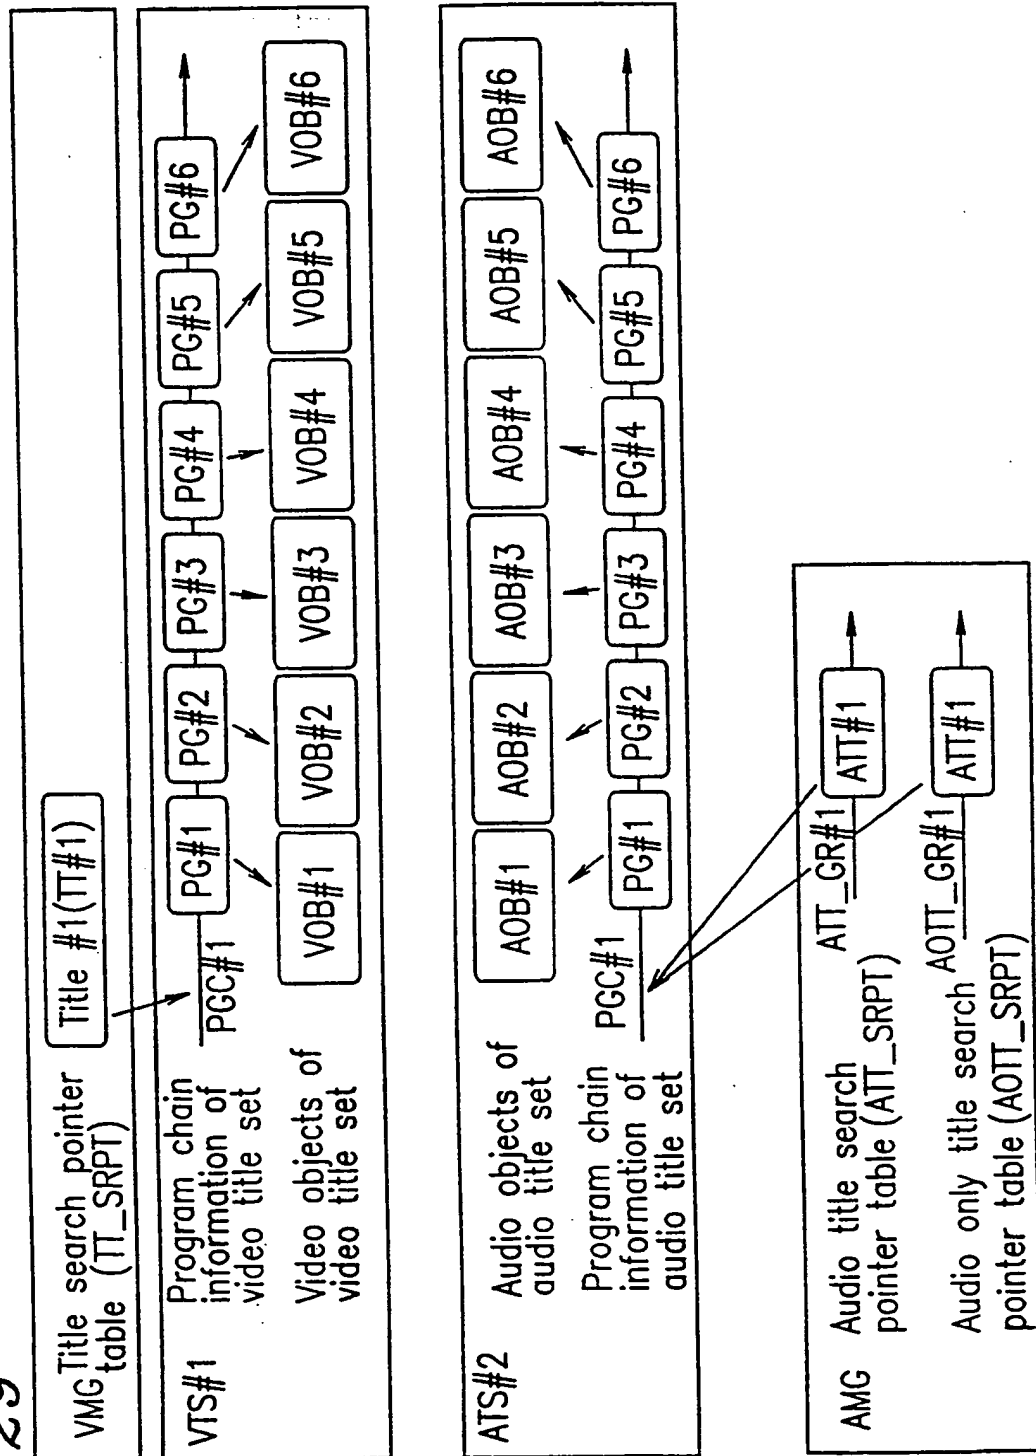 29
VMG
Title search pointer
table (TT_SRPT)
Title #1(TT#1)
VTS#1
Program chain
information of
video title set
PGC#1
PG#1
PG#2
PG#3
PG#4
PG#5
PG#6
Video objects of
video title set
VOB#1
VOB#2
VOB#3
VOB#4
VOB#5
VOB#6
ATS#2
Audio objects of
audio title set
AOB#1
AOB#2
AOB#3
AOB#4
AOB#5
AOB#6
Program chain
information of
audio title set
PGC#1
PG#1
PG#2
PG#3
PG#4
PG#5
PG#6
AMG
Audio title search
pointer table (ATT_SRPT)
ATT_GR#1
ATT#1
Audio only title search
pointer table (AOTT_SRPT)
AOTT_GR#1
ATT#1